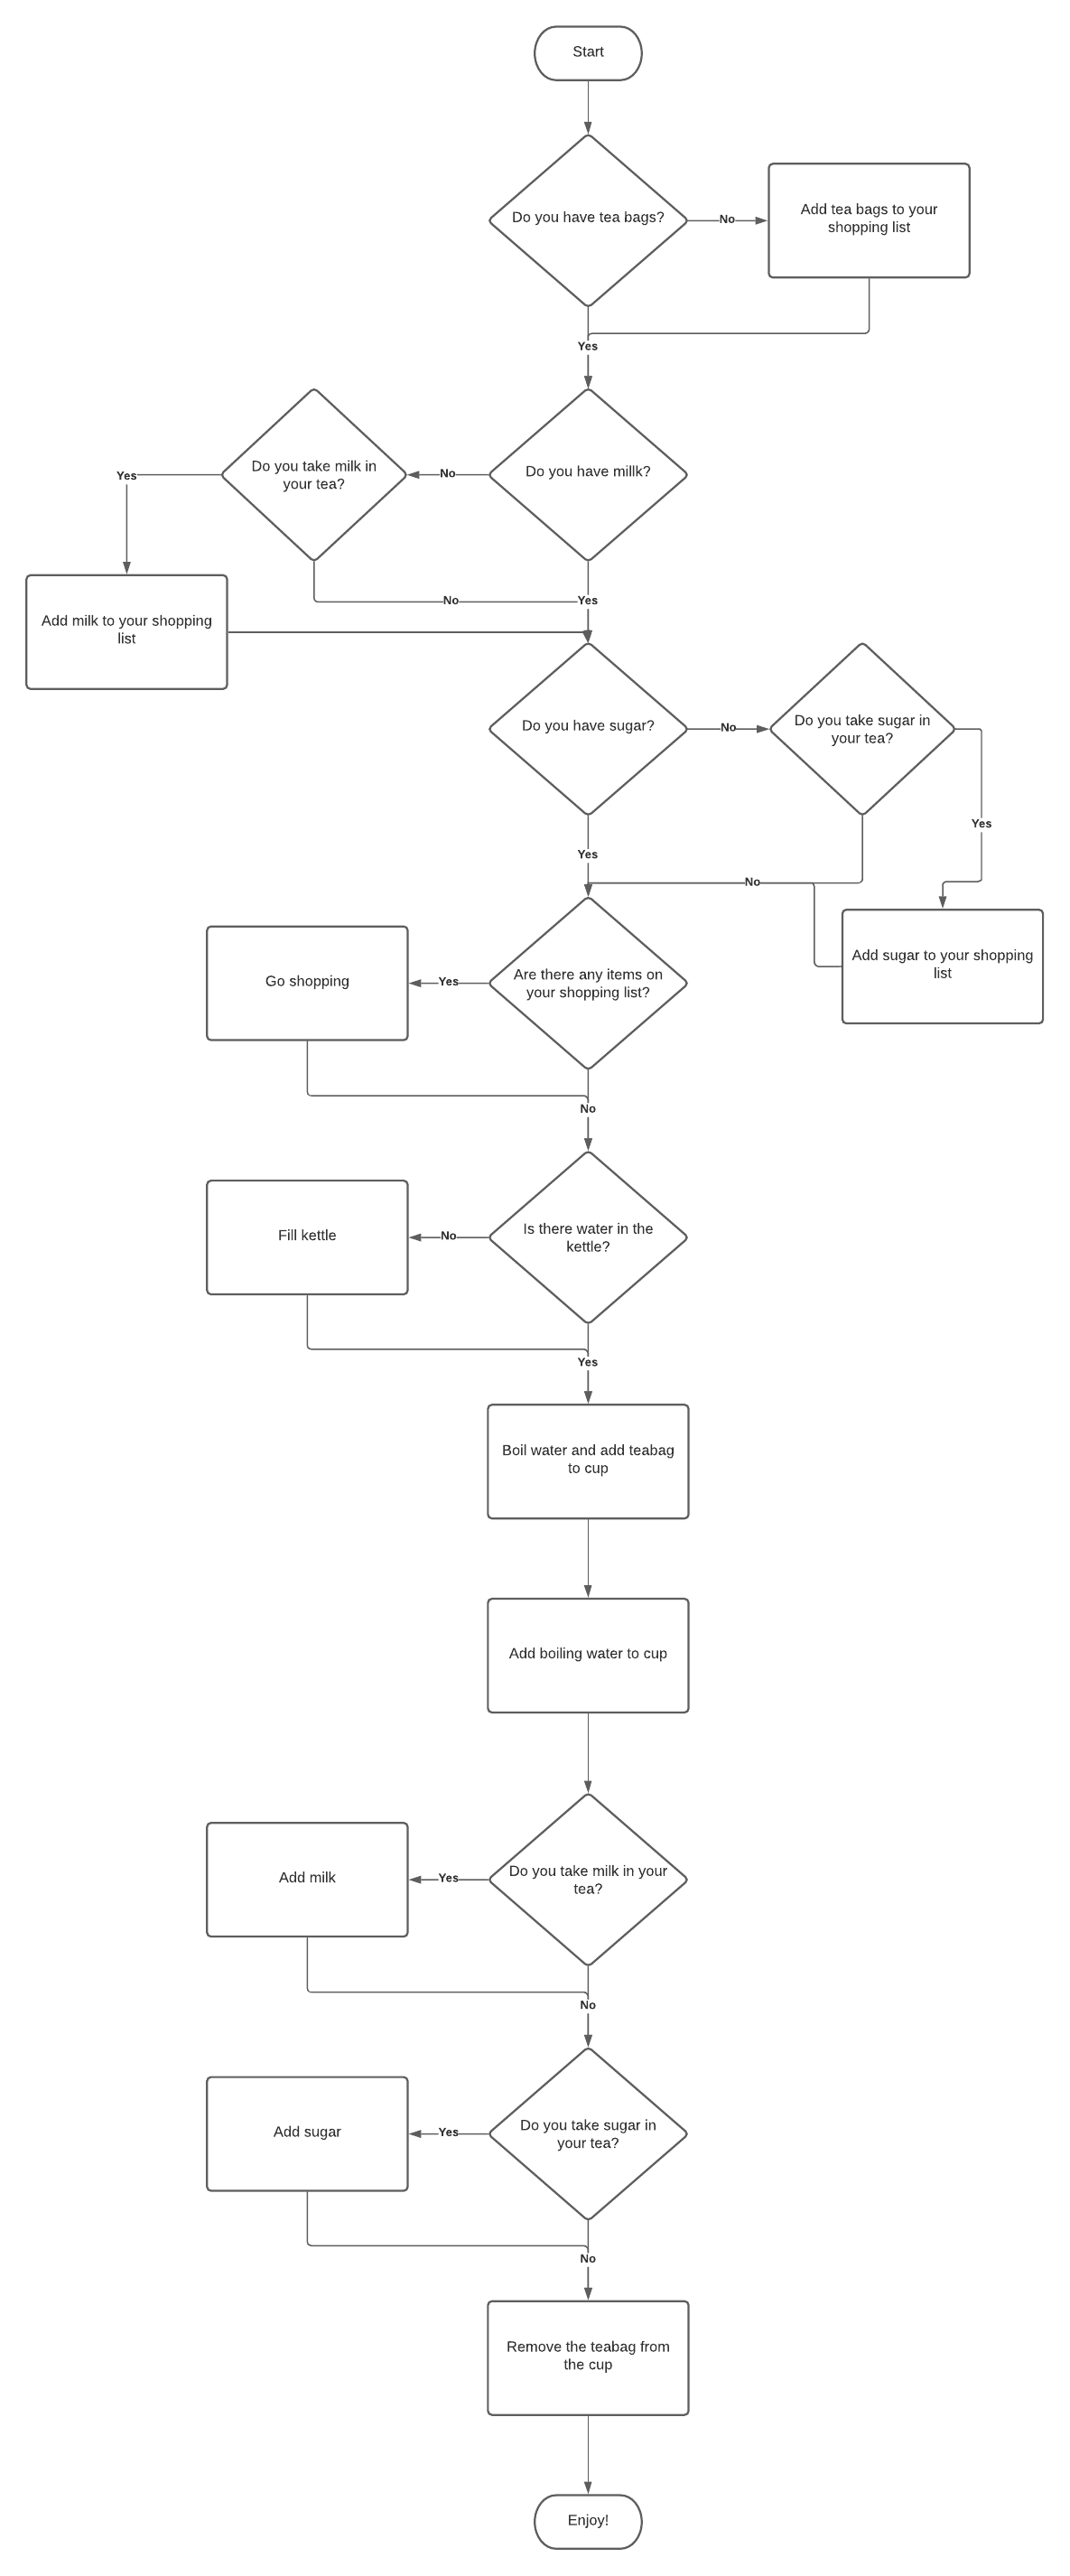 Start
Do you have tea bags?
No
Add tea bags to your
shopping list
Yes
Do you have millk?
No
Do you take milk in
your tea?
Yes
Add milk to your shopping
list
No
Yes
Do you have sugar?
No
Do you take sugar in
your tea?
Yes
Add sugar to your shopping
list
No
Yes
Are there any items on
your shopping list?
Yes
Go shopping
No
Is there water in the
kettle?
No
Fill kettle
Yes
Boil water and add teabag
to cup
Add boiling water to cup
Do you take milk in your
tea?
Yes
Add milk
No
Do you take sugar in
your tea?
Yes
Add sugar
No
Remove the teabag from
the cup
Enjoy!